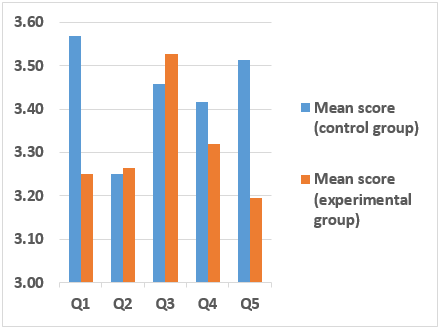 3.60
3.50
3.40
3.30
3.20
3.10
3.00
Q1 Q2 Q3 Q4 Q5
Mean score
(control group)
Mean score
(experimental
group)